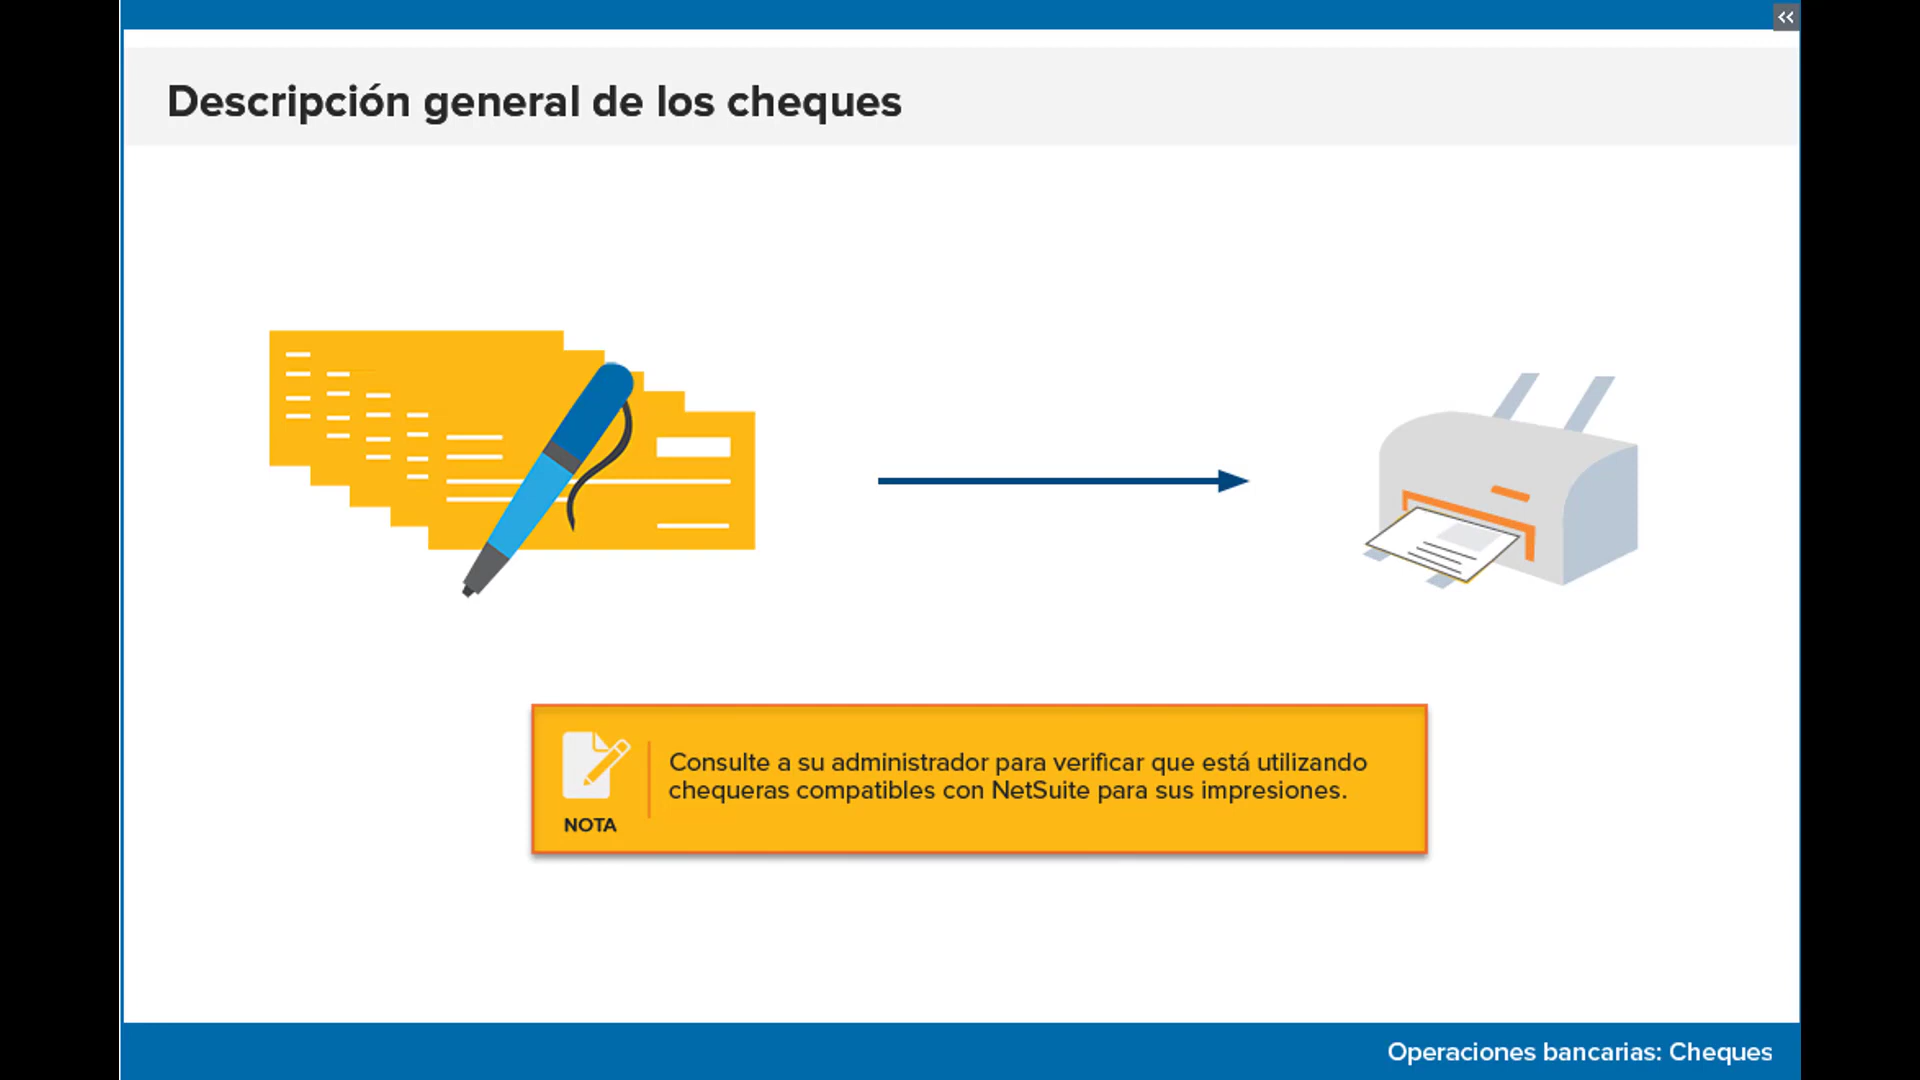 Descripción general de los cheques
Consulte a su administrador para verificar que está utilizando
chequeras compatibles con NetSuite para sus impresiones.
NOTA
Operaciones bancarias: Cheques